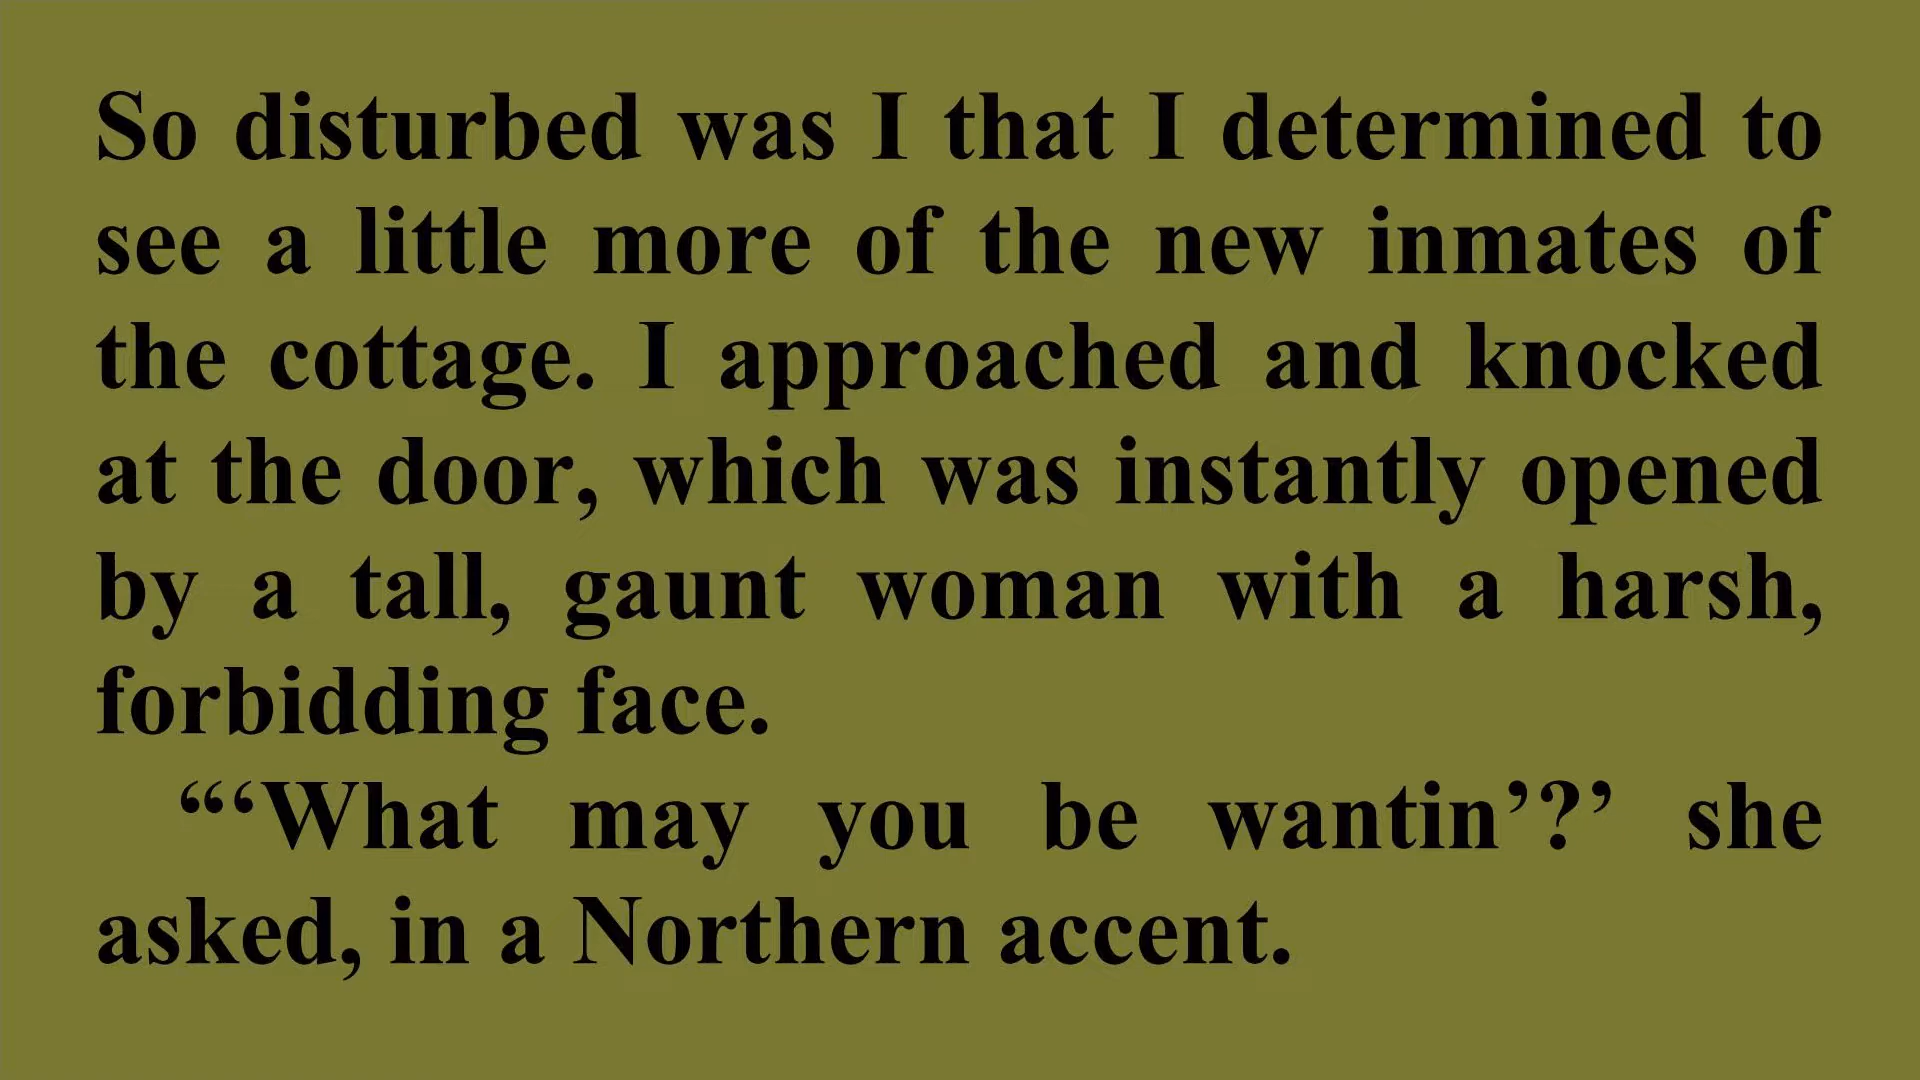 So disturbed was I that I determined to
see a little more of the new inmates of
the cottage. I approached and knocked
at the door, which was instantly opened
by a tall, gaunt woman with a harsh,
forbidding face.
“‘What may you be wantin’?’ she
asked, in a Northern accent.